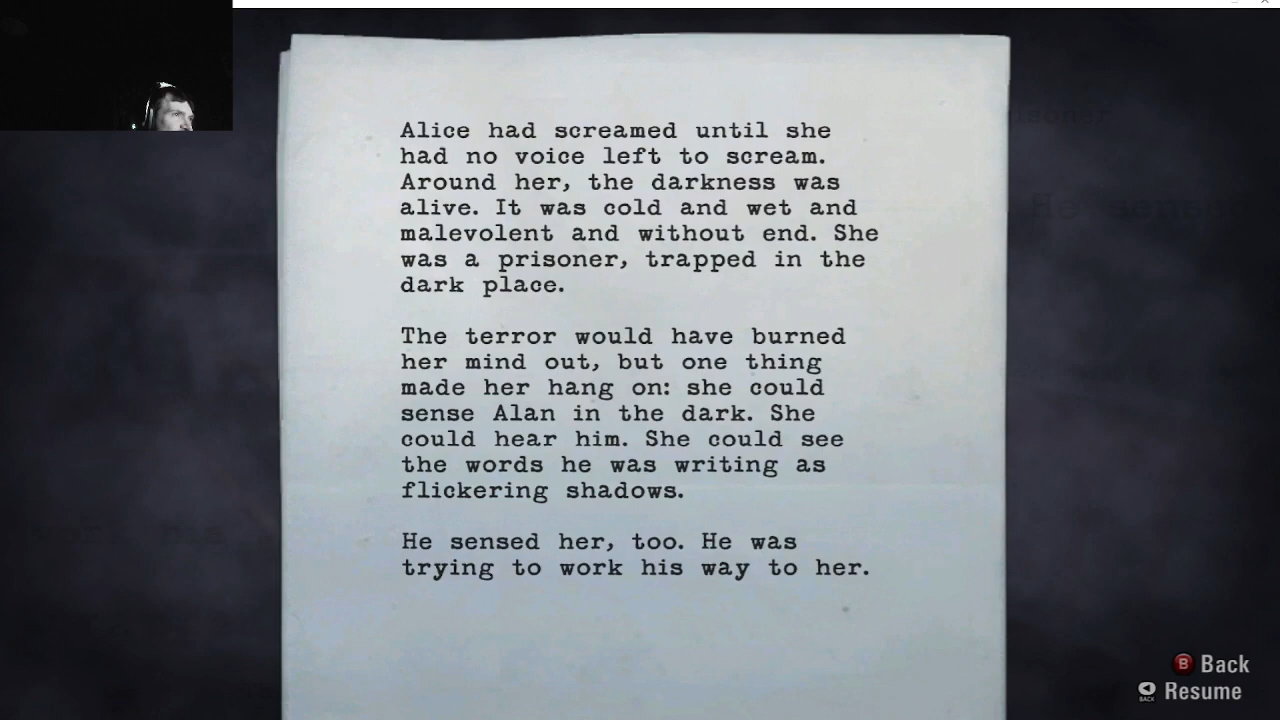 Alice had screamed until she
had no voice left to scream.
Around her, the darkness was
alive. It was cold and wet and
malevolent and without end. She
was a prisoner, trapped in the
dark place.
The terror would have burned
her mind out, but one thing
made her hang on: she could
sense Alan in the dark. She
could hear him. She could see
the words he was writing as
flickering shadows.
He sensed her, too. He was
trying to work his way to her.
B Back
BACK Resume